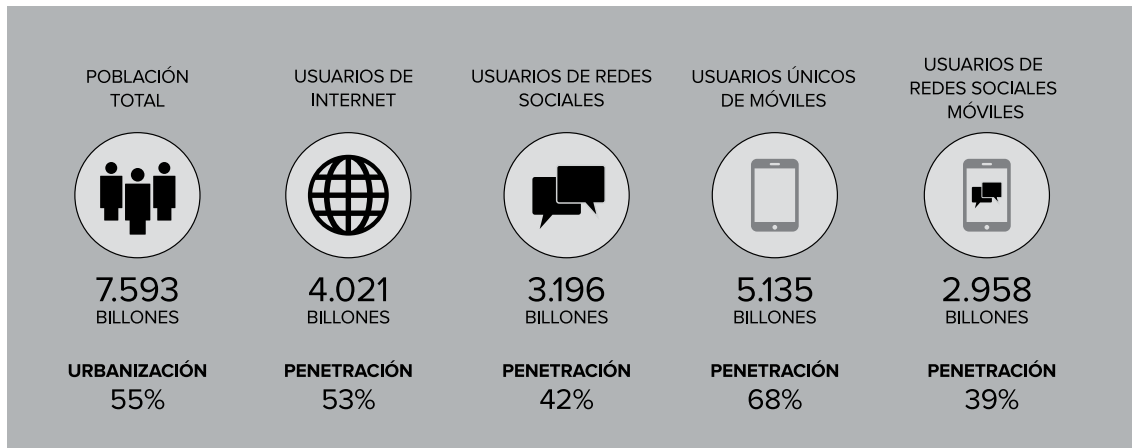 POBLACIÓN
TOTAL
7.593
BILLONES
URBANIZACIÓN
55%
USUARIOS DE
INTERNET
4.021
BILLONES
PENETRACIÓN
53%
USUARIOS DE REDES
SOCIALES
3.196
BILLONES
PENETRACIÓN
42%
USUARIOS ÚNICOS
DE MÓVILES
5.135
BILLONES
PENETRACIÓN
68%
USUARIOS DE
REDES SOCIALES
MÓVILES
2.958
BILLONES
PENETRACIÓN
39%